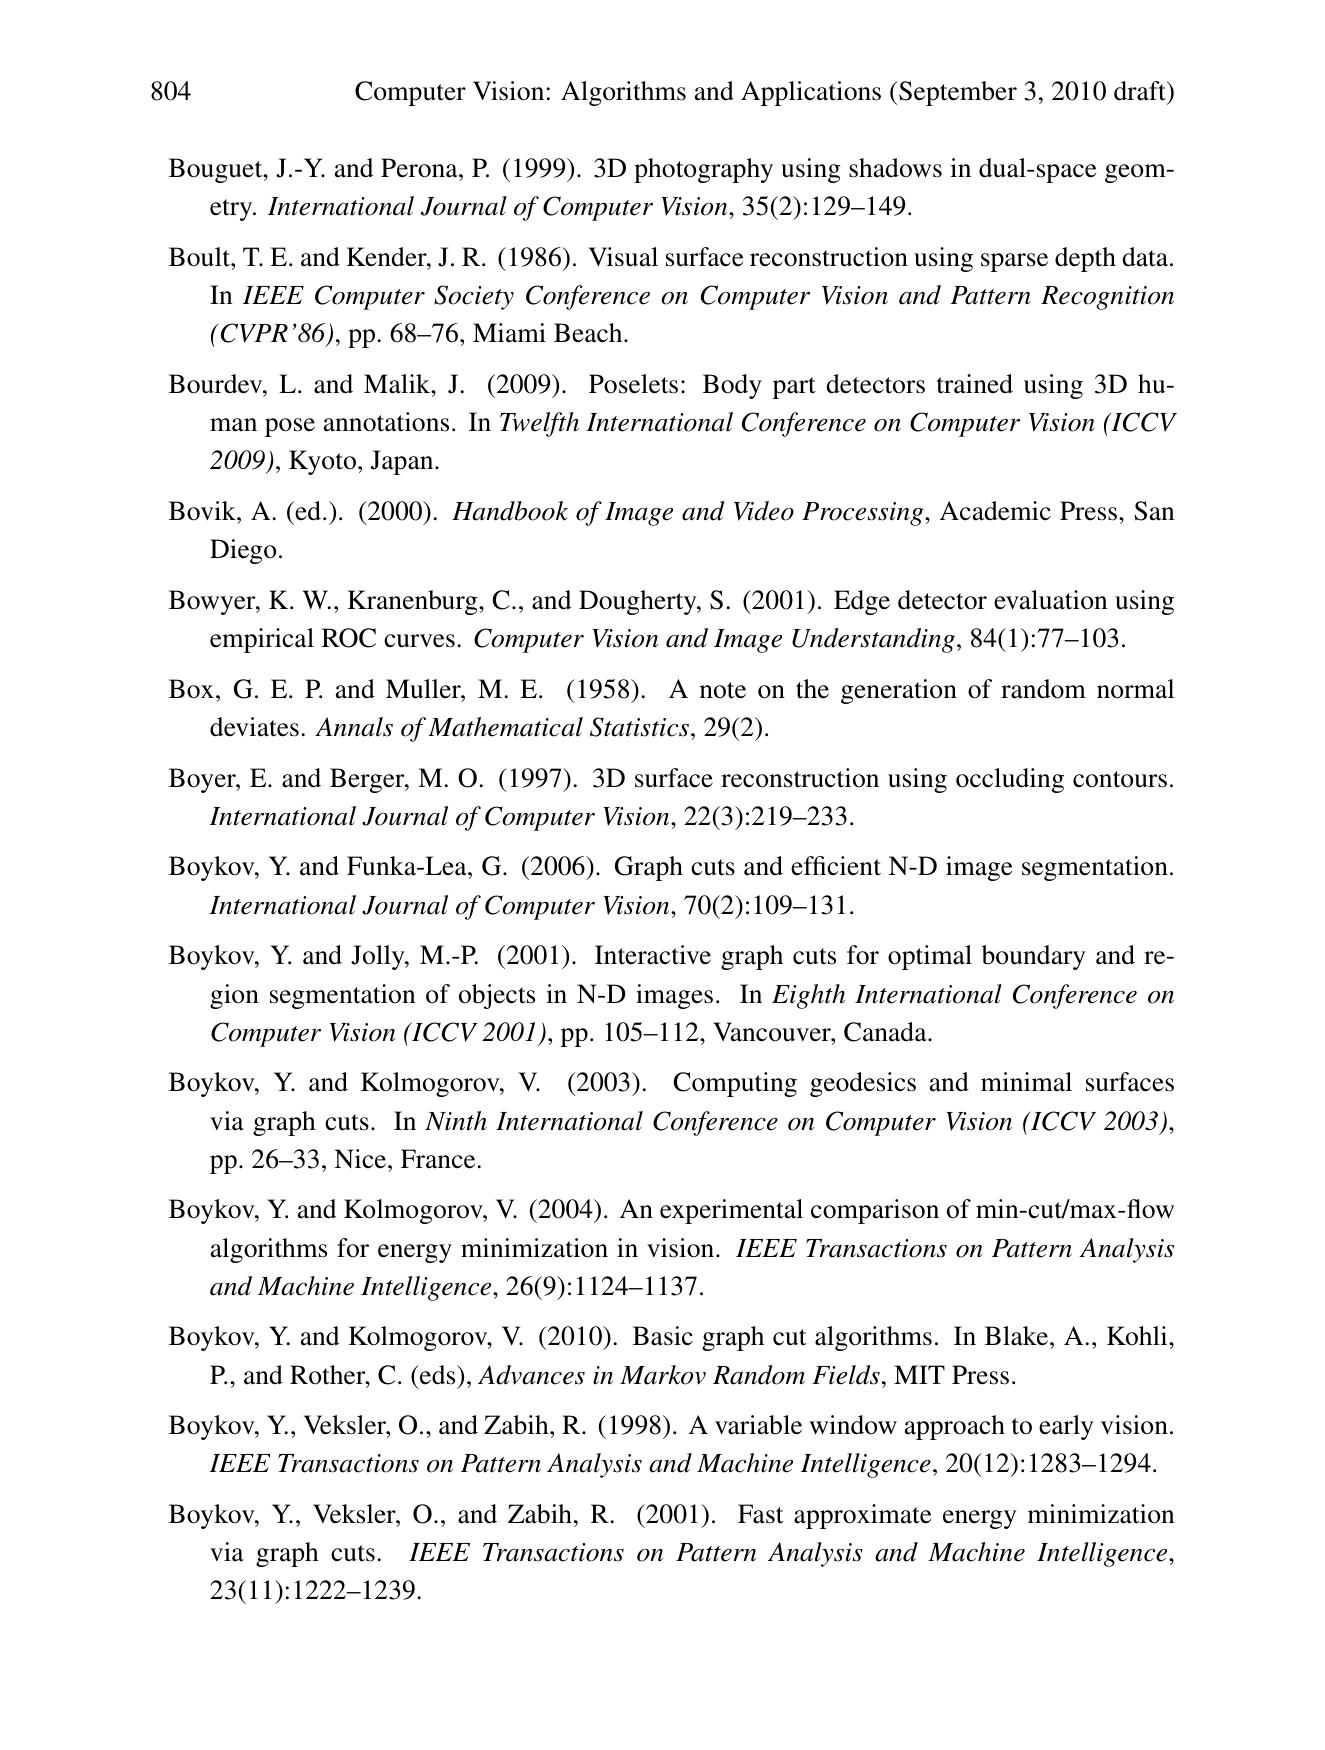 804 Computer Vision: Algorithms and Applications (September 3, 2010 draft)
Bouguet, J.-Y. and Perona, P. (1999). 3D photography using shadows in dual-space geom-
etry. International Journal of Computer Vision, 35(2):129–149.
Boult, T. E. and Kender, J. R. (1986). Visual surface reconstruction using sparse depth data.
In IEEE Computer Society Conference on Computer Vision and Pattern Recognition
(CVPR’86), pp. 68–76, Miami Beach.
Bourdev, L. and Malik, J. (2009). Poselets: Body part detectors trained using 3D hu-
man pose annotations. In Twelfth International Conference on Computer Vision (ICCV
2009), Kyoto, Japan.
Bovik, A. (ed.). (2000). Handbook of Image and Video Processing, Academic Press, San
Diego.
Bowyer, K. W., Kranenburg, C., and Dougherty, S. (2001). Edge detector evaluation using
empirical ROC curves. Computer Vision and Image Understanding, 84(1):77–103.
Box, G. E. P. and Muller, M. E. (1958). A note on the generation of random normal
deviates. Annals of Mathematical Statistics, 29(2).
Boyer, E. and Berger, M. O. (1997). 3D surface reconstruction using occluding contours.
International Journal of Computer Vision, 22(3):219–233.
Boykov, Y. and Funka-Lea, G. (2006). Graph cuts and efficient N-D image segmentation.
International Journal of Computer Vision, 70(2):109–131.
Boykov, Y. and Jolly, M.-P. (2001). Interactive graph cuts for optimal boundary and re-
gion segmentation of objects in N-D images. In Eighth International Conference on
Computer Vision (ICCV 2001), pp. 105–112, Vancouver, Canada.
Boykov, Y. and Kolmogorov, V. (2003). Computing geodesics and minimal surfaces
via graph cuts. In Ninth International Conference on Computer Vision (ICCV 2003),
pp. 26–33, Nice, France.
Boykov, Y. and Kolmogorov, V. (2004). An experimental comparison of min-cut/max-flow
algorithms for energy minimization in vision. IEEE Transactions on Pattern Analysis
and Machine Intelligence, 26(9):1124–1137.
Boykov, Y. and Kolmogorov, V. (2010). Basic graph cut algorithms. In Blake, A., Kohli,
P., and Rother, C. (eds), Advances in Markov Random Fields, MIT Press.
Boykov, Y., Veksler, O., and Zabih, R. (1998). A variable window approach to early vision.
IEEE Transactions on Pattern Analysis and Machine Intelligence, 20(12):1283–1294.
Boykov, Y., Veksler, O., and Zabih, R. (2001). Fast approximate energy minimization
via graph cuts. IEEE Transactions on Pattern Analysis and Machine Intelligence,
23(11):1222–1239.